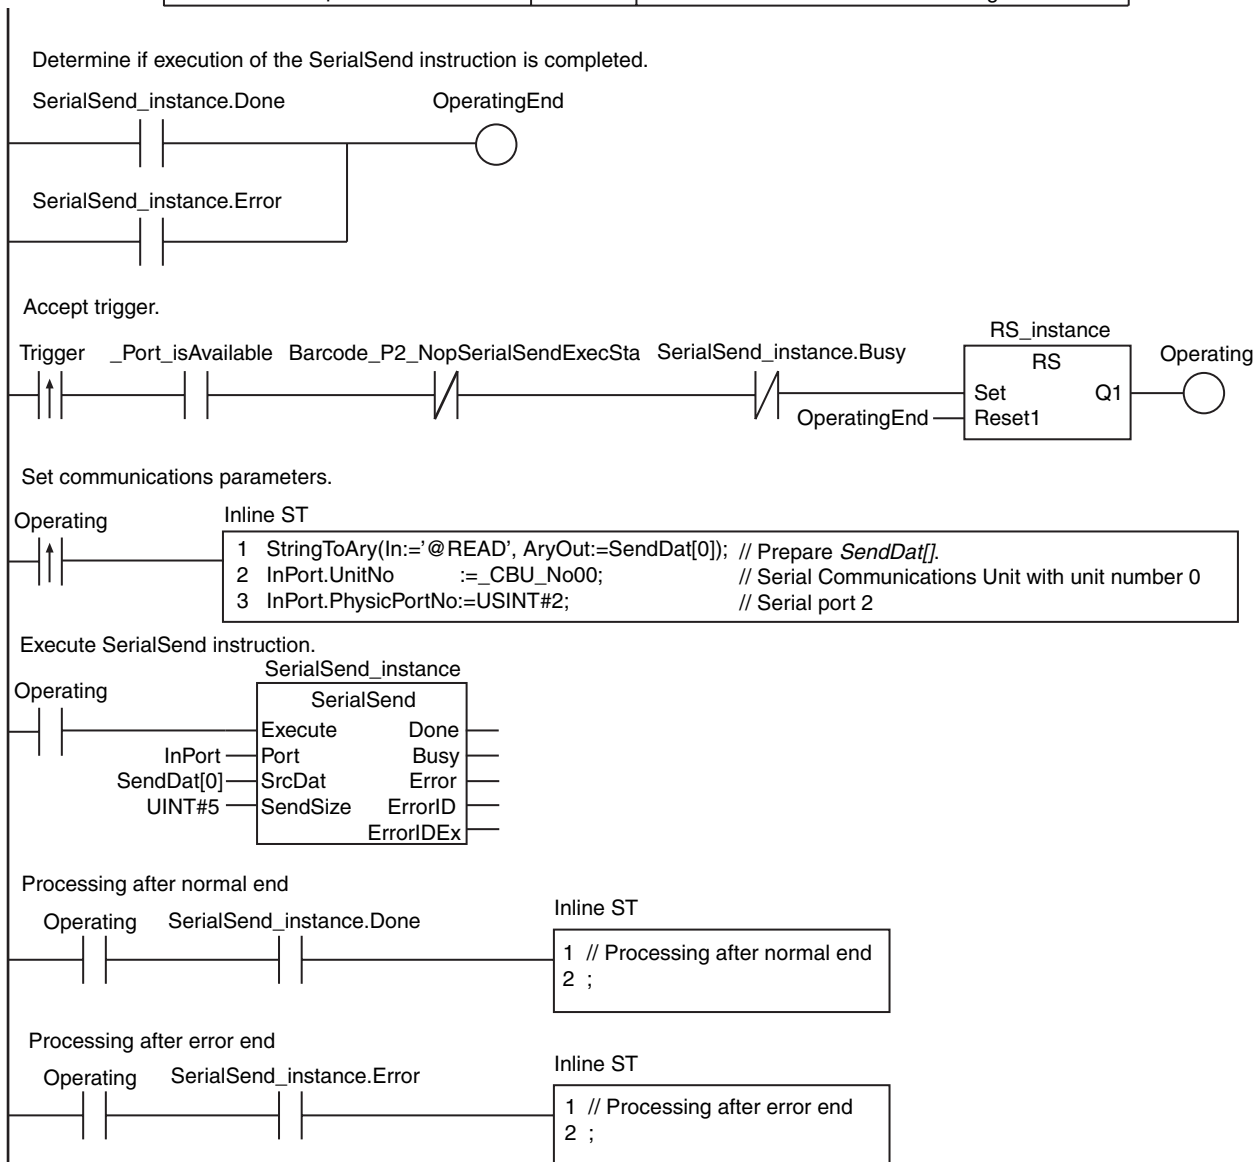 Determine if execution of the SerialSend instruction is completed.
SerialSend_instance.Done OperatingEnd
SerialSend_instance.Error
Accept trigger.
RS_instance
Trigger _Port_isAvailable Barcode_P2_NopSerialSendExecSta SerialSend_instance.Busy RS Operating
Set Q1
OperatingEnd Reset1
Set communications parameters.
Operating Inline ST
1 StringToAry(In:='@READ', AryOut:=SendDat[0]); // Prepare SendDat[].
2 InPort.UnitNo :=_CBU_No00; // Serial Communications Unit with unit number 0
3 InPort.PhysicPortNo:=USINT#2; // Serial port 2
Execute SerialSend instruction.
SerialSend_instance
Operating SerialSend
Execute Done
InPort Port Busy
SendDat[0] SrcDat Error
UINT#5 SendSize ErrorID
ErrorIDEx
Processing after normal end
Operating SerialSend_instance.Done Inline ST
1 // Processing after normal end
2 ;
Processing after error end
Operating SerialSend_instance.Error Inline ST
1 // Processing after error end
2 ;